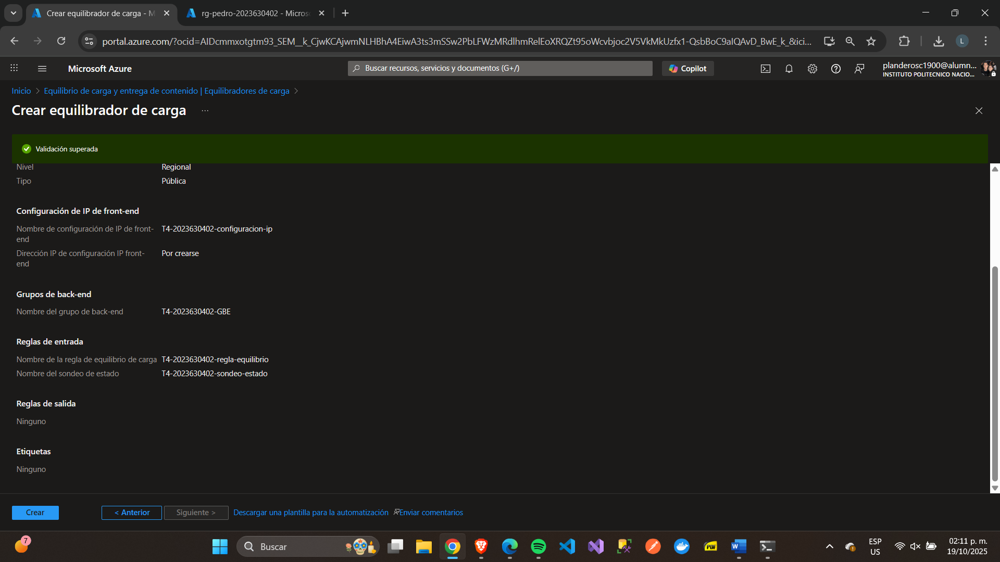 Crear equilibrador de carga - M
rg-pedro-2023630402 - Micros
portal.azure.com/?ocid=AIDcmmxotgtm93_SEM__k_CjwKCAjwmNLHBhA4EiwA3ts3mSSw2PbLFWzMRdlhmRelEoXRQZt95oWcvbjoc2V5VkMkUzfx1-QsbBoC9aIQAvD_BwE_k_&ici...
L
Microsoft Azure
Buscar recursos, servicios y documentos (G+/)
Copilot
planderosc1900@alumn...
INSTITUTO POLITECNICO NACIO...
Inicio > Equilibrio de carga y entrega de contenido | Equilibradores de carga >
Crear equilibrador de carga ...
Validación superada
Nivel Regional
Tipo Pública
Configuración de IP de front-end
Nombre de configuración de IP de front- T4-2023630402-configuracion-ip
end
Dirección IP de configuración IP front- Por crearse
end
Grupos de back-end
Nombre del grupo de back-end T4-2023630402-GBE
Reglas de entrada
Nombre de la regla de equilibrio de carga T4-2023630402-regla-equilibrio
Nombre del sondeo de estado T4-2023630402-sondeo-estado
Reglas de salida
Ninguno
Etiquetas
Ninguno
Crear < Anterior Siguiente > Descargar una plantilla para la automatización Enviar comentarios
7
Buscar
PDF
W
ESP
US
02:11 p. m.
19/10/2025